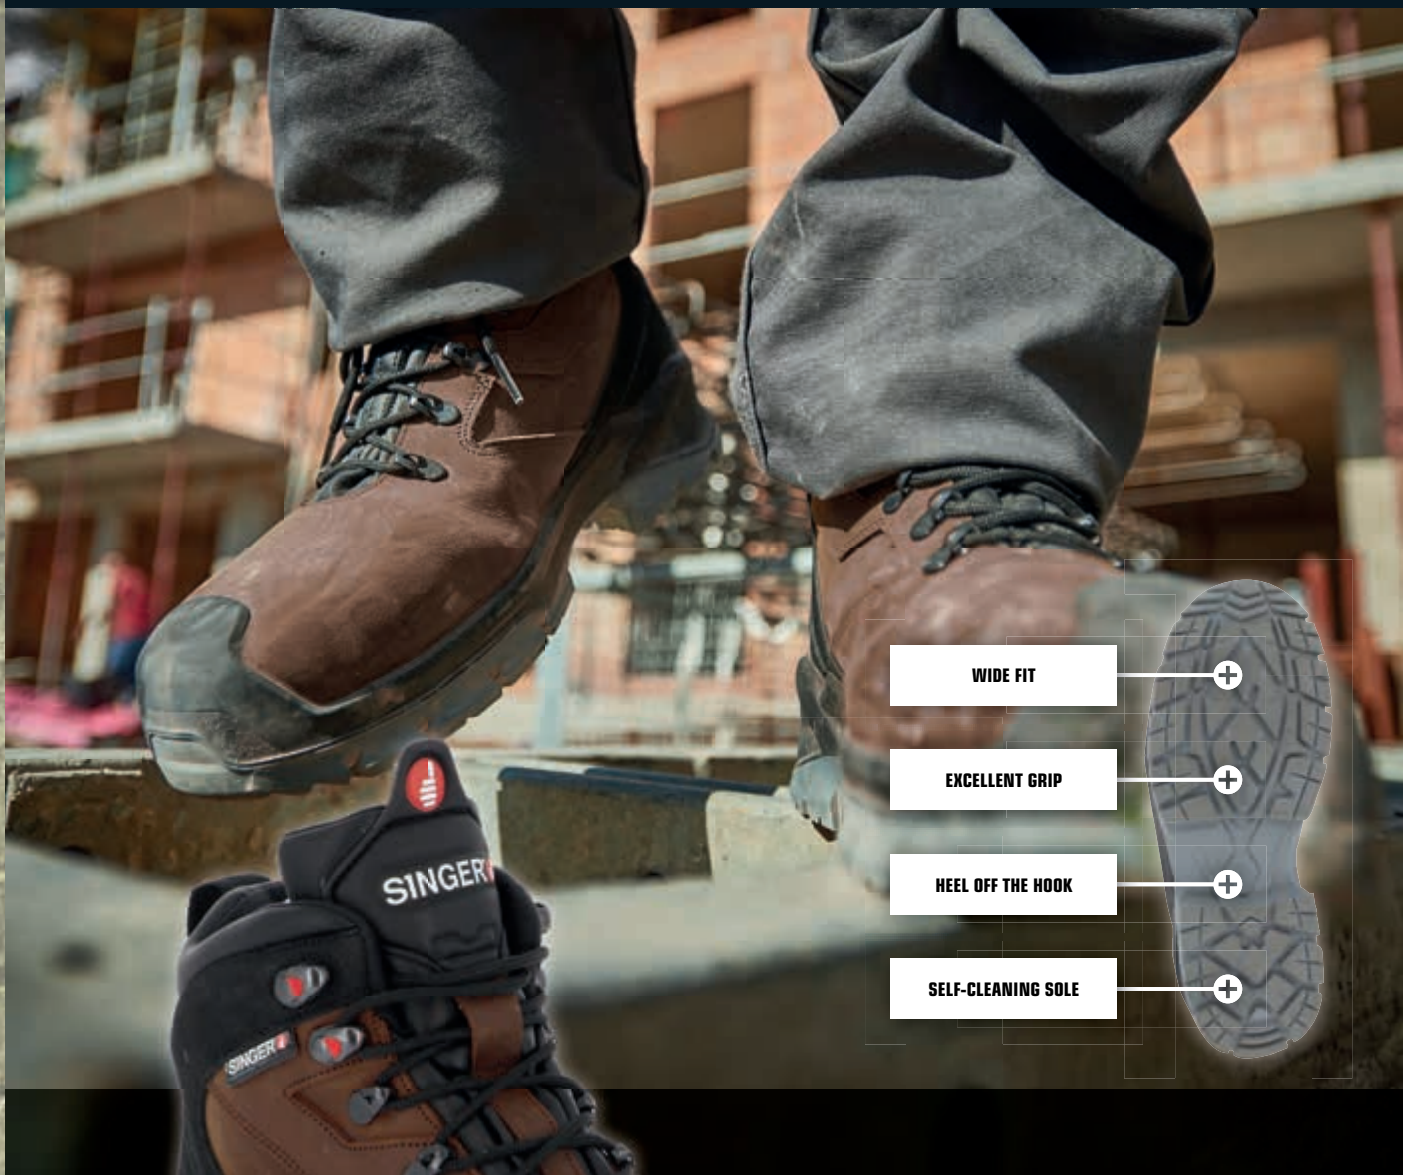 WIDE FIT
EXCELLENT GRIP
SINGER
HEEL OFF THE HOOK
SELF-CLEANING SOLE
SINGER